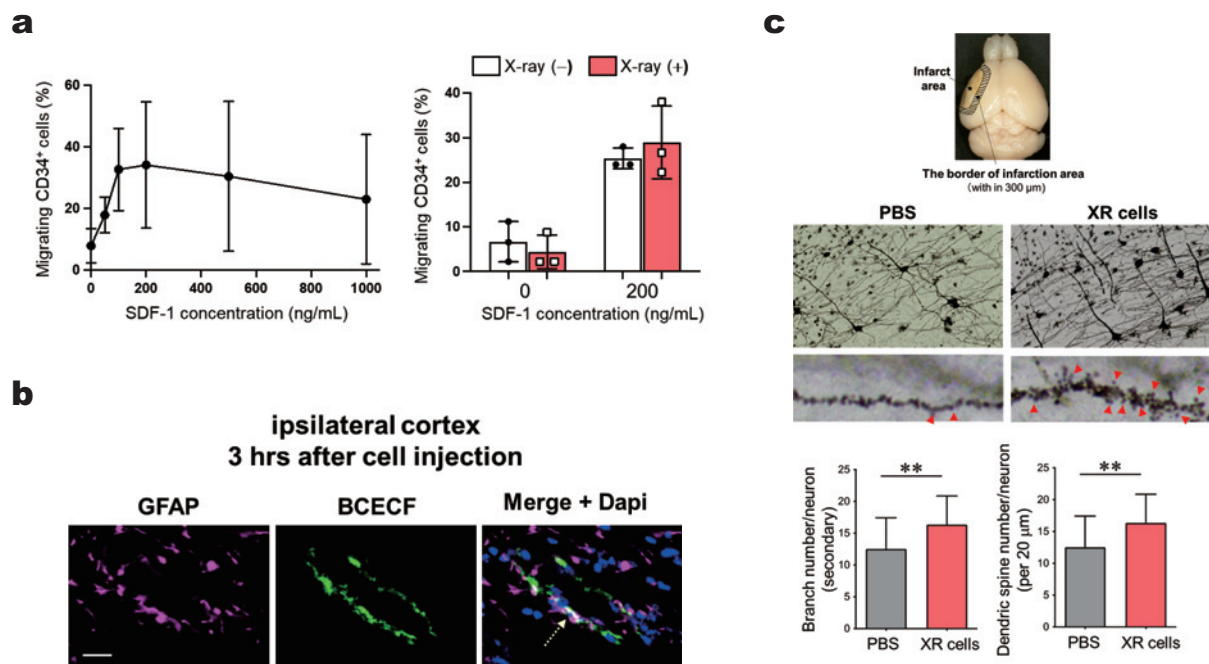 a
Migrating CD34⁺ cells (%)
60
40
20
0
0 200 400 600 800 1000
SDF-1 concentration (ng/mL)
X-ray (−) X-ray (+)
Migrating CD34⁺ cells (%)
40
30
20
10
0
0 200
SDF-1 concentration (ng/mL)
b
ipsilateral cortex
3 hrs after cell injection
GFAP BCECF Merge + Dapi
c
Infarct
area
The border of infarction area
(with in 300 μm)
PBS XR cells
Branch number/neuron
(secondary)
25
20
15
10
5
0
**
PBS XR cells
Dendric spine number/neuron
(per 20 μm)
25
20
15
10
5
0
**
PBS XR cells